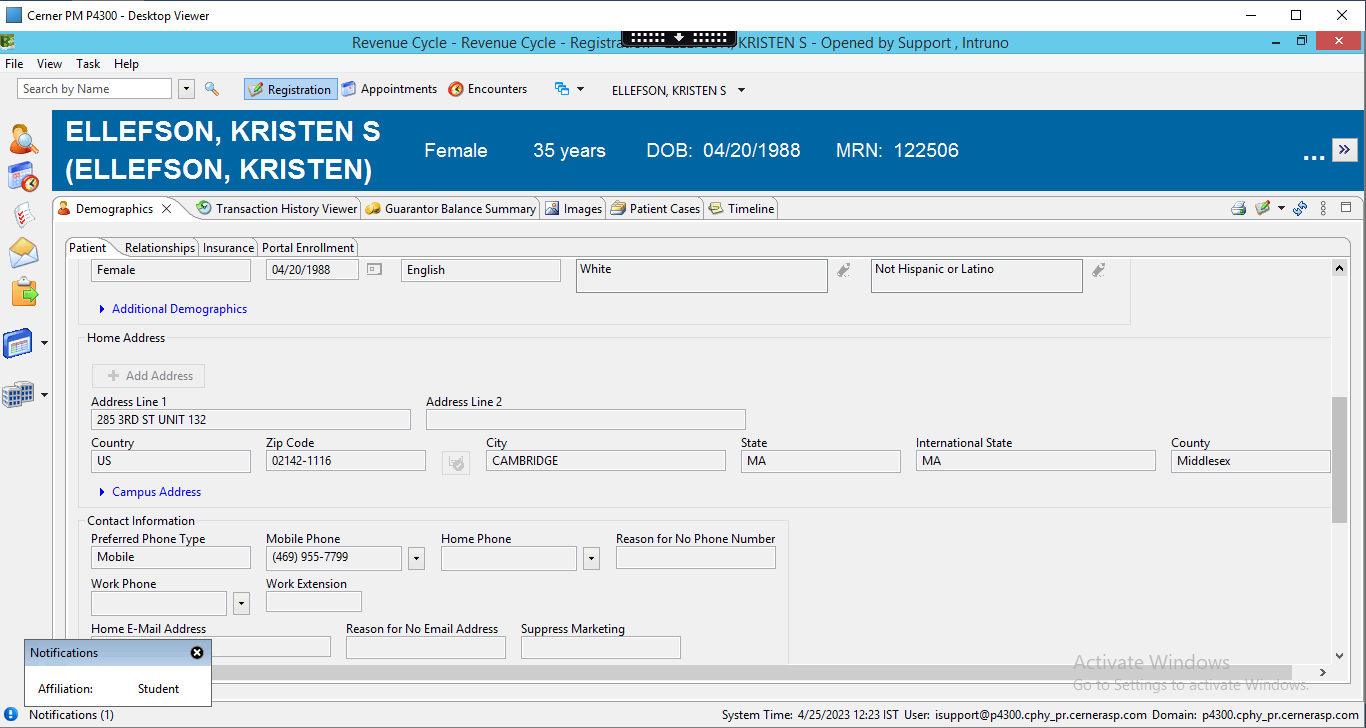 Cerner PM P4300 - Desktop Viewer
Revenue Cycle - Revenue Cycle - Registra KRISTEN S - Opened by Support , Intruno
File View Task Help
Search by Name Registration Appointments Encounters ELLEFSON, KRISTEN S
ELLEFSON, KRISTEN S
(ELLEFSON, KRISTEN)
Female 35 years DOB: 04/20/1988 MRN: 122506 ... »
Demographics Transaction History Viewer Guarantor Balance Summary Images Patient Cases Timeline
Patient Relationships Insurance Portal Enrollment
Female 04/20/1988 English White Not Hispanic or Latino
Additional Demographics
Home Address
Add Address
Address Line 1 Address Line 2
285 3RD ST UNIT 132
Country Zip Code City State International State County
US 02142-1116 CAMBRIDGE MA MA Middlesex
Campus Address
Contact Information
Preferred Phone Type Mobile Phone Home Phone Reason for No Phone Number
Mobile (469) 955-7799
Work Phone Work Extension
Home E-Mail Address Reason for No Email Address Suppress Marketing
Notifications
Affiliation: Student
Activate Windows
Go to Settings to activate Windows.
Notifications (1) System Time: 4/25/2023 12:23 IST User: isupport@p4300.cphy_pr.cernerasp.com Domain: p4300.cphy_pr.cernerasp.com